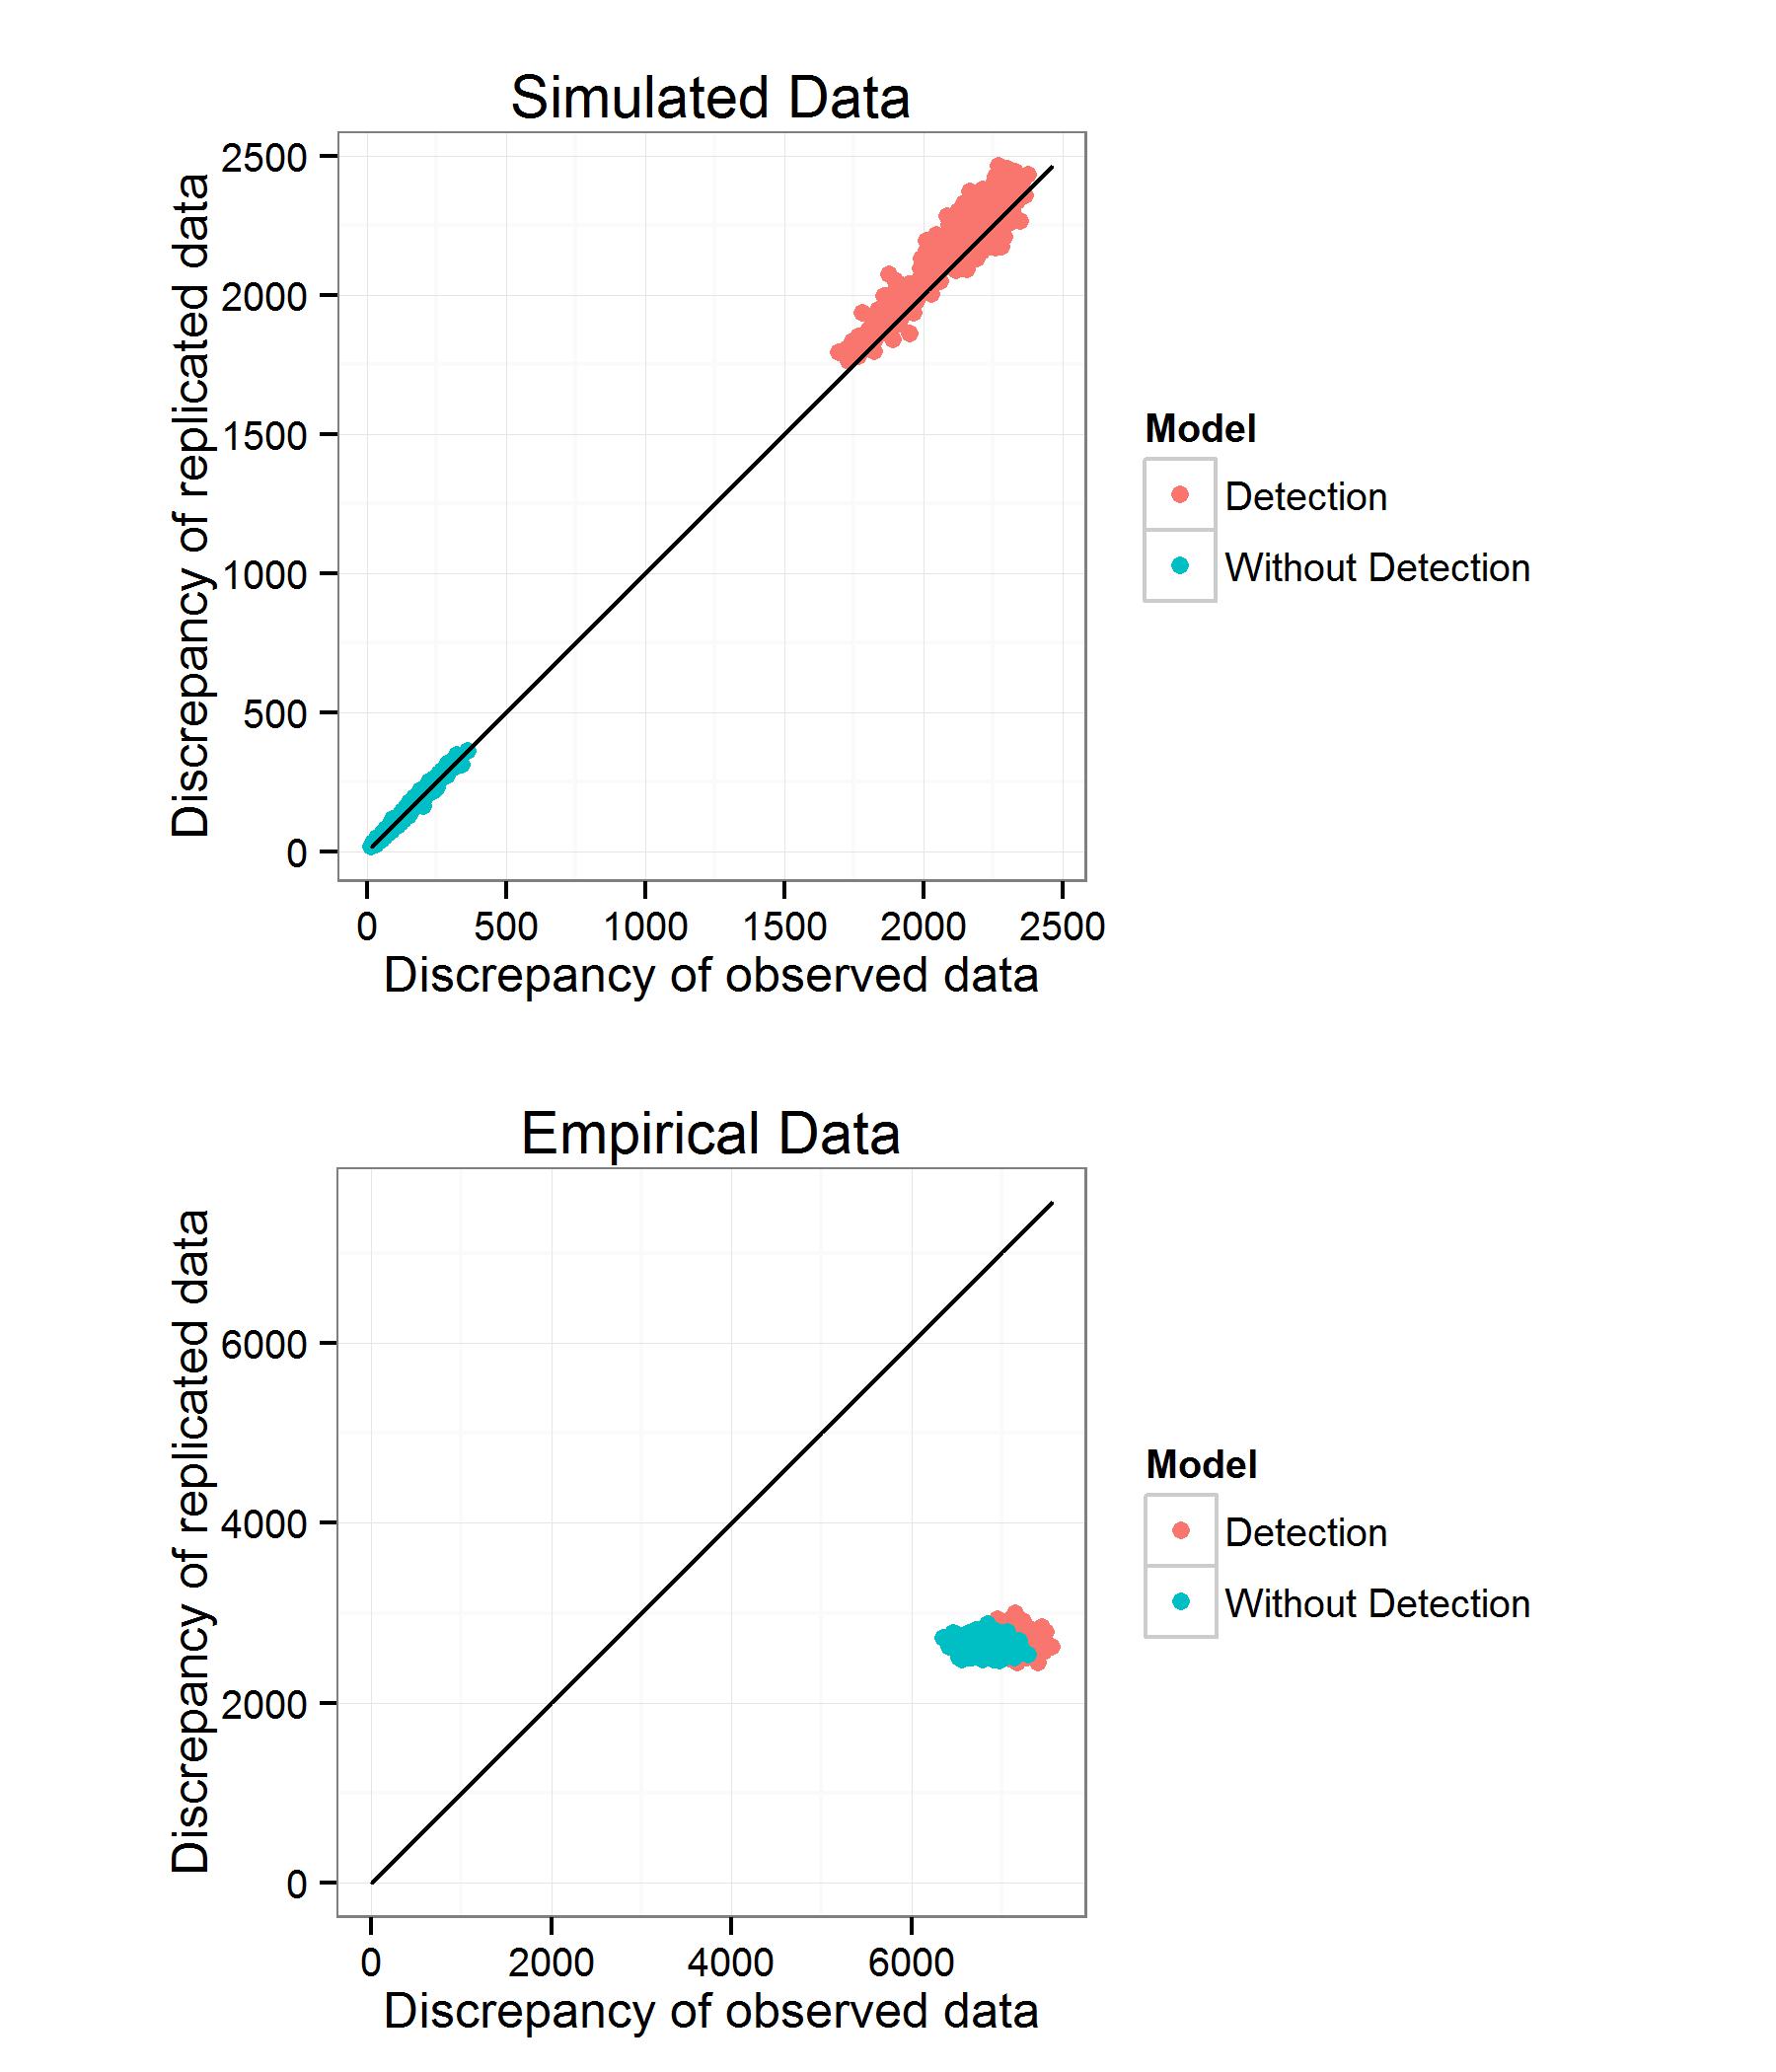 Simulated Data
Discrepancy of replicated data
2500
2000
1500
1000
500
0
0 500 1000 1500 2000 2500
Discrepancy of observed data
Model
Detection
Without Detection
Empirical Data
Discrepancy of replicated data
6000
4000
2000
0
0 2000 4000 6000
Discrepancy of observed data
Model
Detection
Without Detection